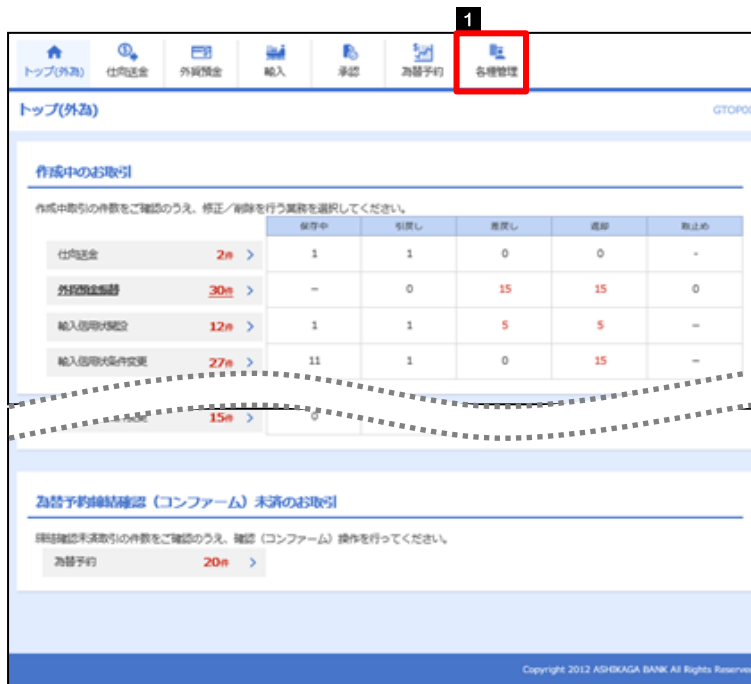 1
トップ(外為) 仕向送金 外貨預金 輸入 承認 為替予約 各種管理
トップ(外為) GTOP00
作成中のお取引
作成中取引の件数をご確認のうえ、修正／削除を行う業務を選択してください。
保存中 引戻し 差戻し 返却 取止め
仕向送金 2件 1 1 0 0 -
外貨預金振替 30件 － 0 15 15 0
輸入信用状開設 12件 1 1 5 5 －
輸入信用状条件変更 27件 11 1 0 15 －
15件 0
為替予約締結確認（コンファーム）未済のお取引
締結確認未済取引の件数をご確認のうえ、確認（コンファーム）操作を行ってください。
為替予約 20件
Copyright 2012 ASHIKAGA BANK All Rights Reserved